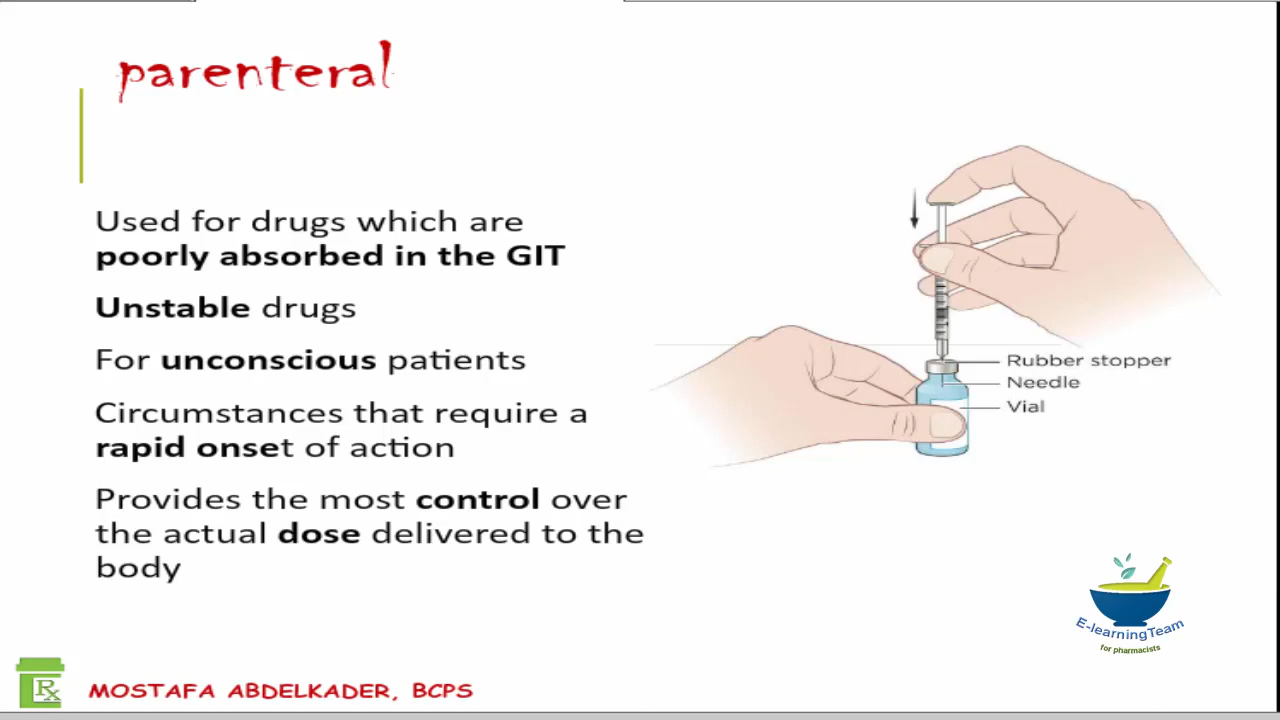 parenteral
Used for drugs which are
poorly absorbed in the GIT
Unstable drugs
For unconscious patients
Circumstances that require a
rapid onset of action
Provides the most control over
the actual dose delivered to the
body
Rubber stopper
Needle
Vial
E-learningTeam
for pharmacists
Rx
MOSTAFA ABDELKADER, BCPS